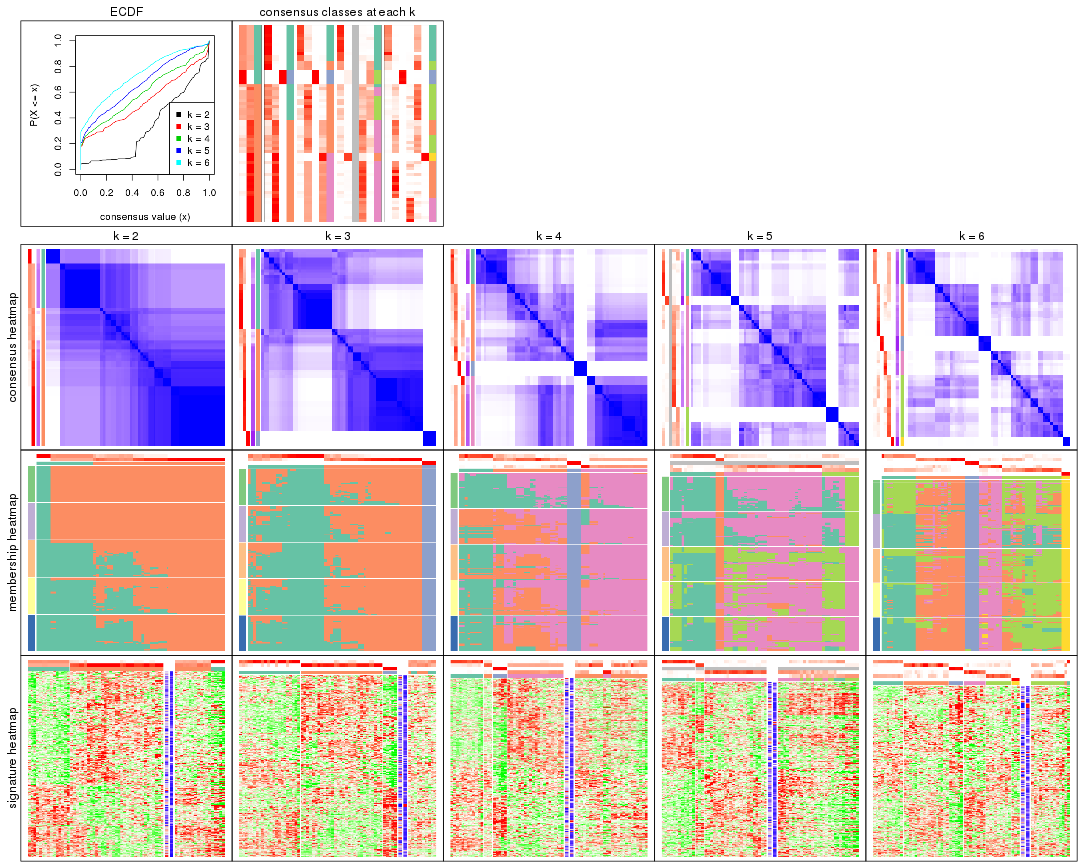 ECDF
consensus classes at each k
P(X <= x)
0.0 0.2 0.4 0.6 0.8 1.0
k = 2
k = 3
k = 4
k = 5
k = 6
0.0 0.2 0.4 0.6 0.8 1.0
consensus value (x)
k = 2
k = 3
k = 4
k = 5
k = 6
consensus heatmap
membership heatmap
signature heatmap